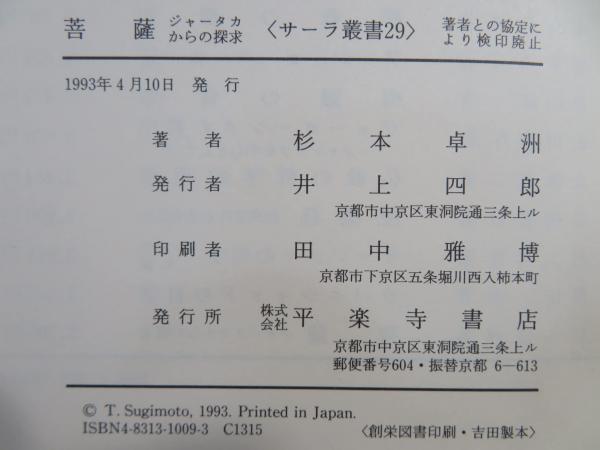 菩薩 ジャータカからの探求 〈サーラ叢書29〉 著者との協定により検印廃止
1993年4月10日 発行
著者 杉本卓洲
発行者 井上四郎
京都市中京区東洞院通三条上ル
印刷者 田中雅博
京都市下京区五条堀川西入柿本町
発行所 株式会社 平楽寺書店
京都市中京区東洞院通三条上ル
郵便番号604・振替京都 6―613
© T. Sugimoto, 1993. Printed in Japan.
ISBN4-8313-1009-3 C1315 〈創栄図書印刷・吉田製本〉